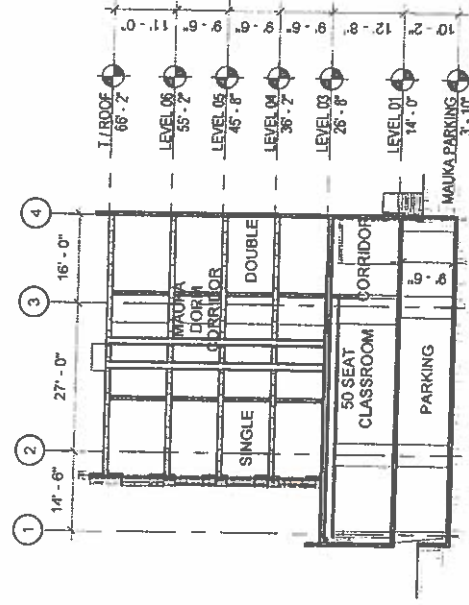 1
2
3
4
14' - 6"
27' - 0"
16' - 0"
T / ROOF
66' - 2"
LEVEL 06
55' - 2"
LEVEL 05
45' - 8"
LEVEL 04
36' - 2"
LEVEL 03
26' - 8"
LEVEL 01
14' - 0"
MAUKA PARKING
11' - 0"
9' - 6"
9' - 6"
9' - 6"
12' - 8"
10' - 2"
MAUKA
DORM
CORRIDOR
SINGLE
DOUBLE
50 SEAT
CLASSROOM
CORRIDOR
PARKING
9' - 6"